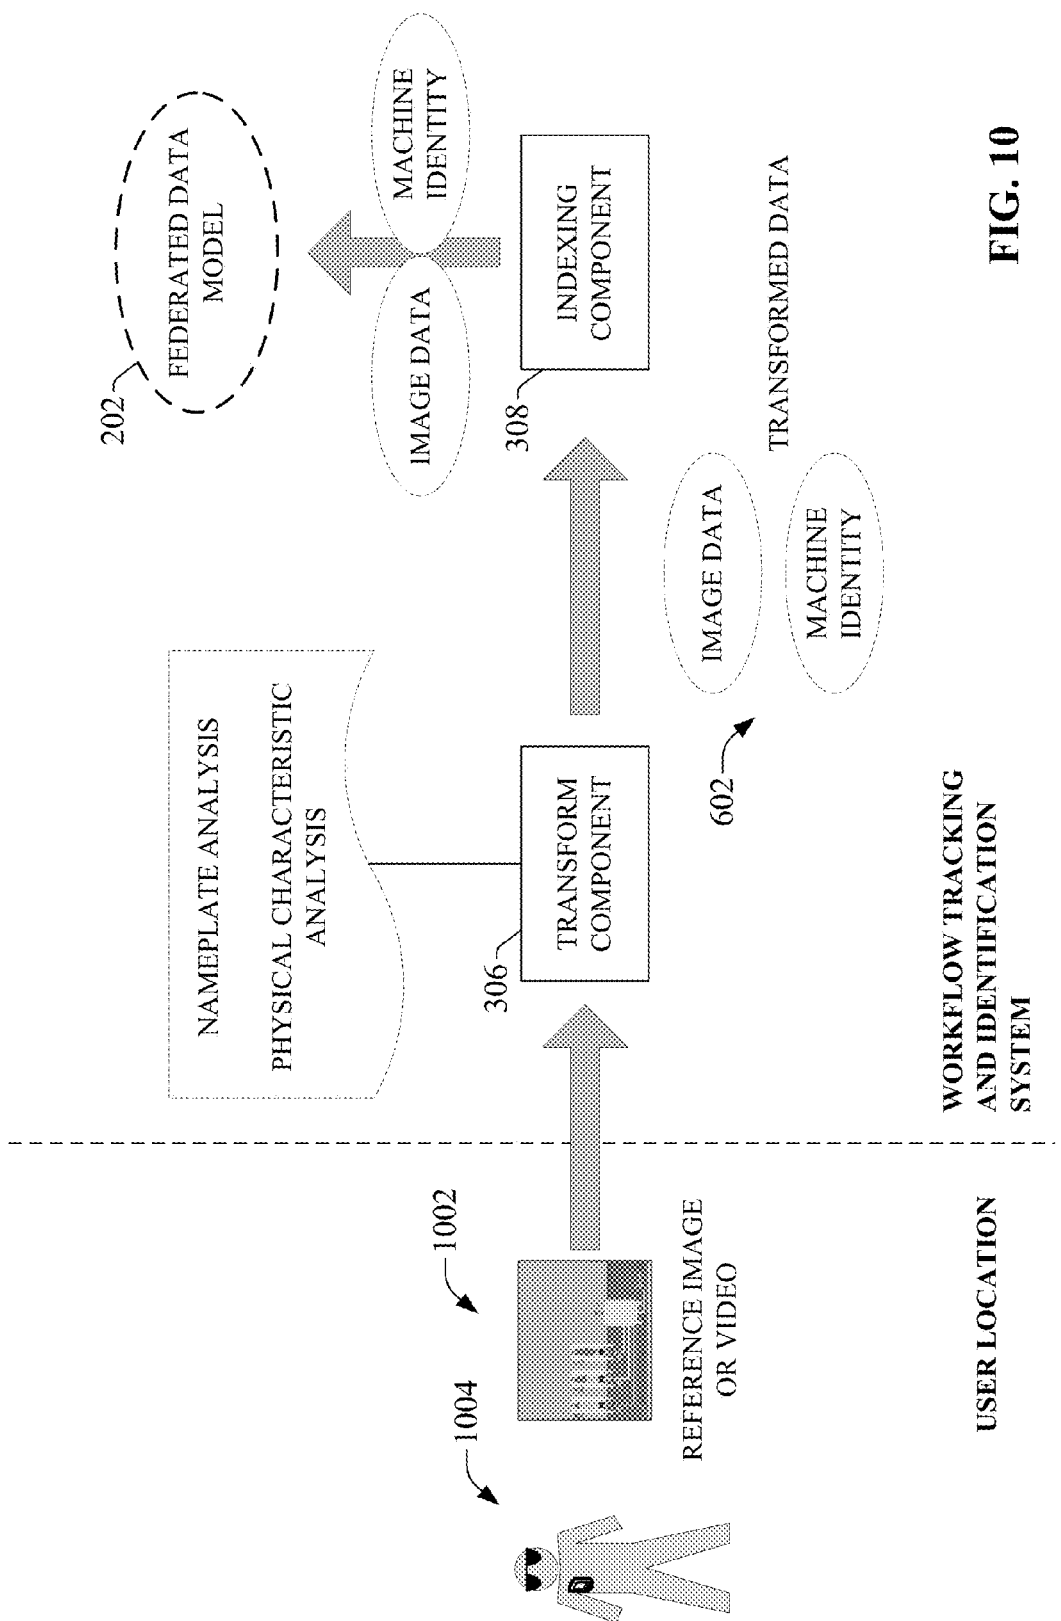 1004
1002
REFERENCE IMAGE
OR VIDEO
USER LOCATION
NAMEPLATE ANALYSIS
PHYSICAL CHARACTERISTIC
ANALYSIS
306
TRANSFORM
COMPONENT
602
IMAGE DATA
MACHINE
IDENTITY
TRANSFORMED DATA
WORKFLOW TRACKING
AND IDENTIFICATION
SYSTEM
202
FEDERATED DATA
MODEL
IMAGE DATA
MACHINE
IDENTITY
308
INDEXING
COMPONENT
FIG. 10